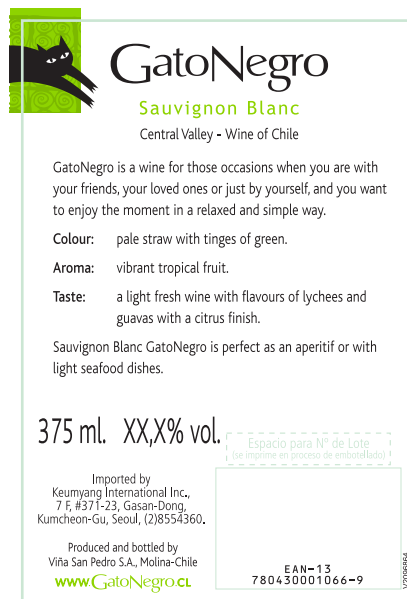 GatoNegro
Sauvignon Blanc
Central Valley - Wine of Chile
GatoNegro is a wine for those occasions when you are with
your friends, your loved ones or just by yourself, and you want
to enjoy the moment in a relaxed and simple way.
Colour: pale straw with tinges of green.
Aroma: vibrant tropical fruit.
Taste: a light fresh wine with flavours of lychees and
guavas with a citrus finish.
Sauvignon Blanc GatoNegro is perfect as an aperitif or with
light seafood dishes.
375 ml. XX,X% vol.
Espacio para Nº de Lote
(se imprime en proceso de embotellado)
Imported by
Keumyang International Inc.,
7 F, #371-23, Gasan-Dong,
Kumcheon-Gu, Seoul, (2)8554360.
Produced and bottled by
Viña San Pedro S.A., Molina-Chile
www.GatoNegro.CL
EAN-13
780430001066-9
V2096864